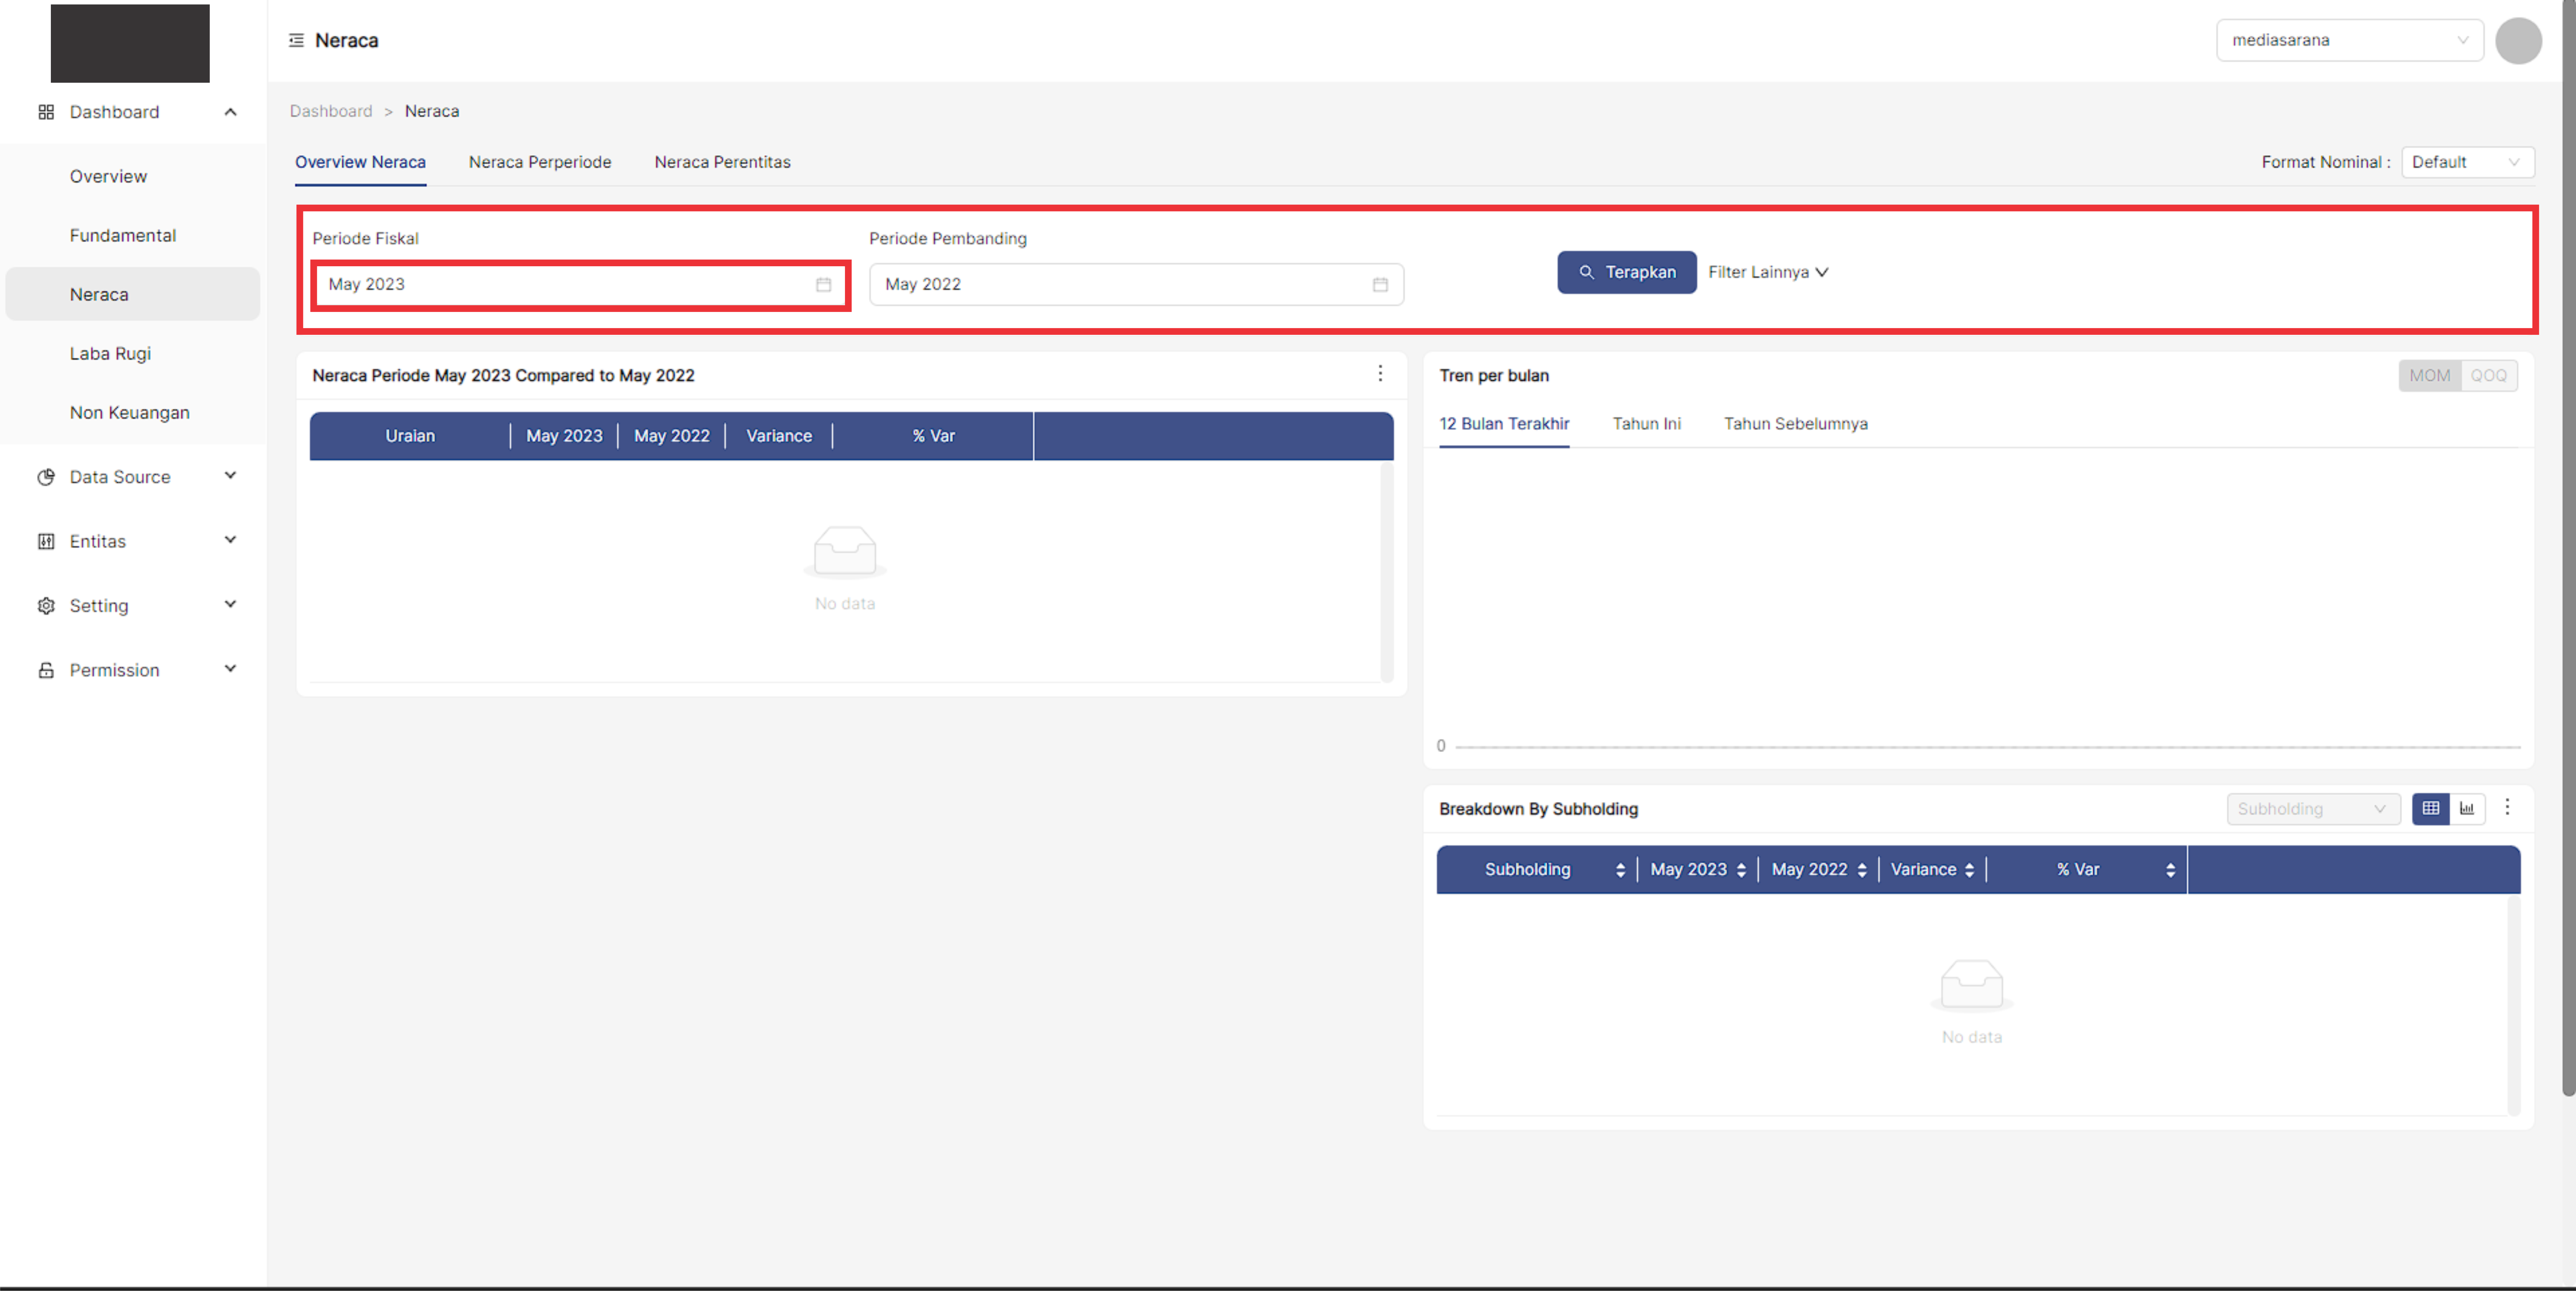 Neraca
mediasarana
Dashboard
Overview
Fundamental
Neraca
Laba Rugi
Non Keuangan
Data Source
Entitas
Setting
Permission
Dashboard > Neraca
Overview Neraca Neraca Perperiode Neraca Perentitas
Format Nominal : Default
Periode Fiskal
May 2023
Periode Pembanding
May 2022
Terapkan
Filter Lainnya
Neraca Periode May 2023 Compared to May 2022
Uraian May 2023 May 2022 Variance % Var
No data
Tren per bulan
MOM QOQ
12 Bulan Terakhir Tahun Ini Tahun Sebelumnya
0
Breakdown By Subholding
Subholding
Subholding May 2023 May 2022 Variance % Var
No data